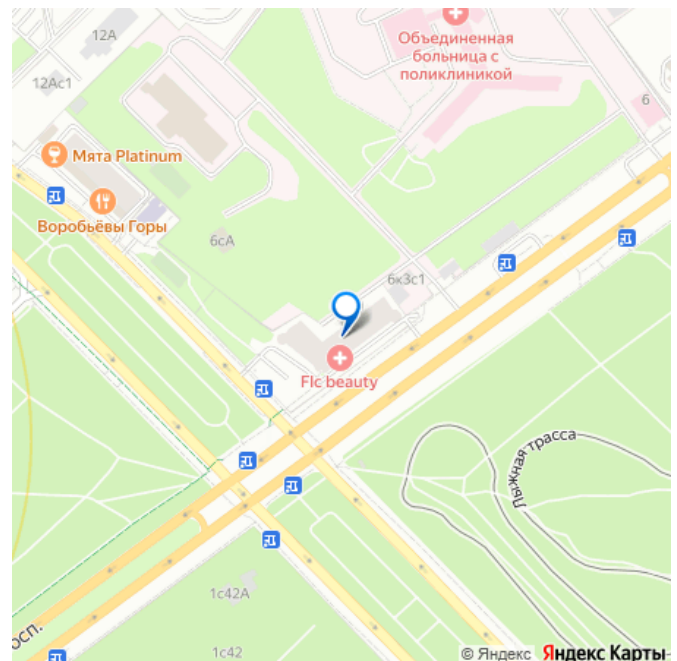 12А
Объединенная
больница с
поликлиникой
12Ас1
6
Мята Platinum
Воробьёвы Горы
6сА
6к3с1
Flc beauty
Лыжная трасса
1с42А
осп.
1с42
© Яндекс Яндекс Карты